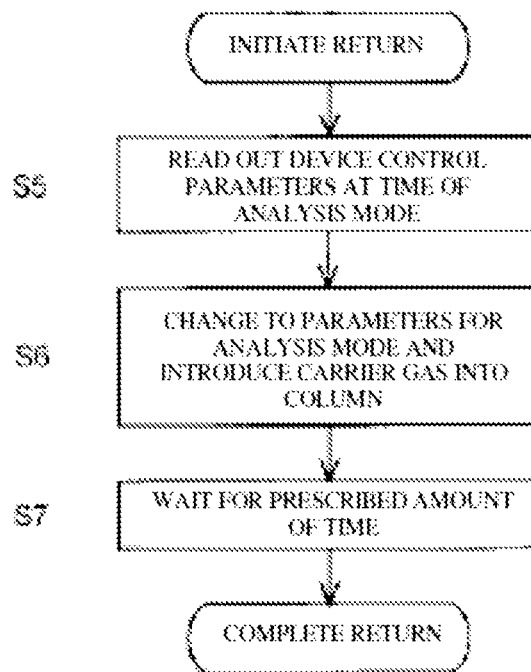 INITIATE RETURN
S5
READ OUT DEVICE CONTROL
PARAMETERS AT TIME OF
ANALYSIS MODE
S6
CHANGE TO PARAMETERS FOR
ANALYSIS MODE AND
INTRODUCE CARRIER GAS INTO
COLUMN
S7
WAIT FOR PRESCRIBED AMOUNT
OF TIME
COMPLETE RETURN